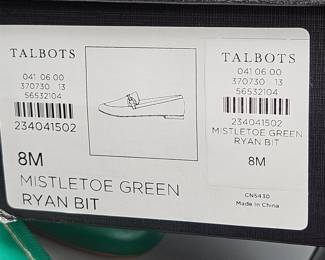 TALBOTS
041 06 00
370730 13
56532104
234041502
8M
MISTLETOE GREEN
RYAN BIT
TALBOTS
041 06 00
370730 13
56532104
234041502
MISTLETOE GREEN
RYAN BIT
8M
CN5430
Made in China